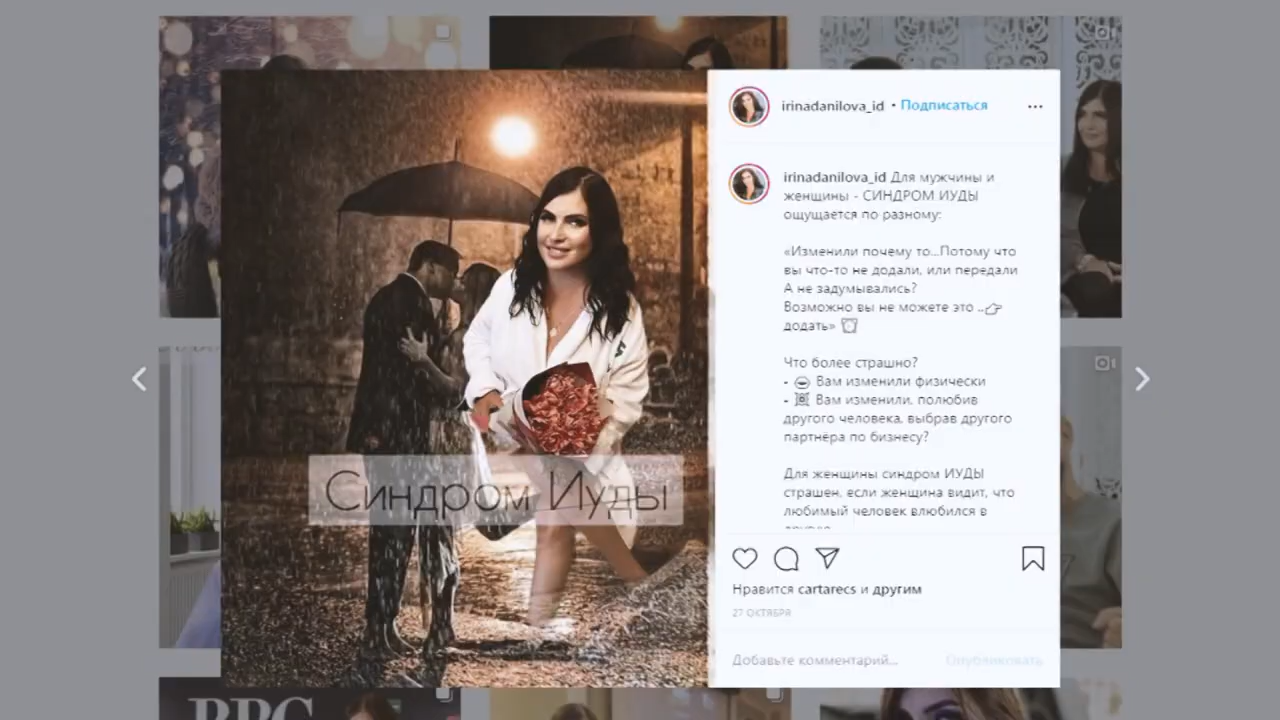 irinadanilova_id • Подписаться
irinadanilova_id Для мужчины и
женщины - СИНДРОМ ИУДЫ
ощущается по разному:
«Изменили почему то...Потому что
вы что-то не додали, или передали
А не задумывались?
Возможно вы не можете это ..👉
додать»
Что более страшно?
- Вам изменили физически
- Вам изменили, полюбив
другого человека, выбрав другого
партнёра по бизнесу?
Для женщины синдром ИУДЫ
страшен, если женщина видит, что
любимый человек влюбился в
Синдром Иуды
Нравится cartarecs и другим
27 ОКТЯБРЯ
Добавьте комментарий... Опубликовать